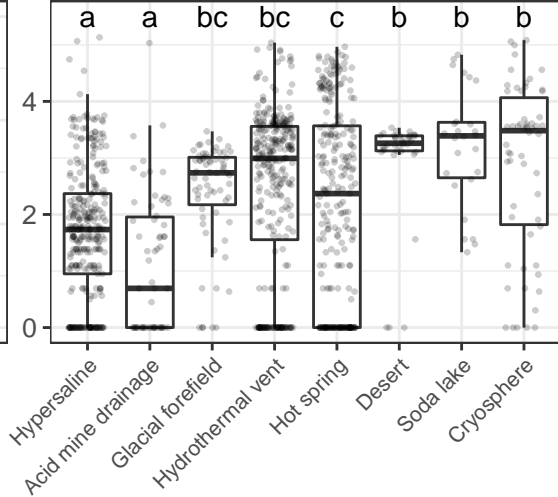 a a bc bc c b b b
4
2
0
Hypersaline
Acid mine drainage
Glacial forefield
Hydrothermal vent
Hot spring
Desert
Soda lake
Cryosphere